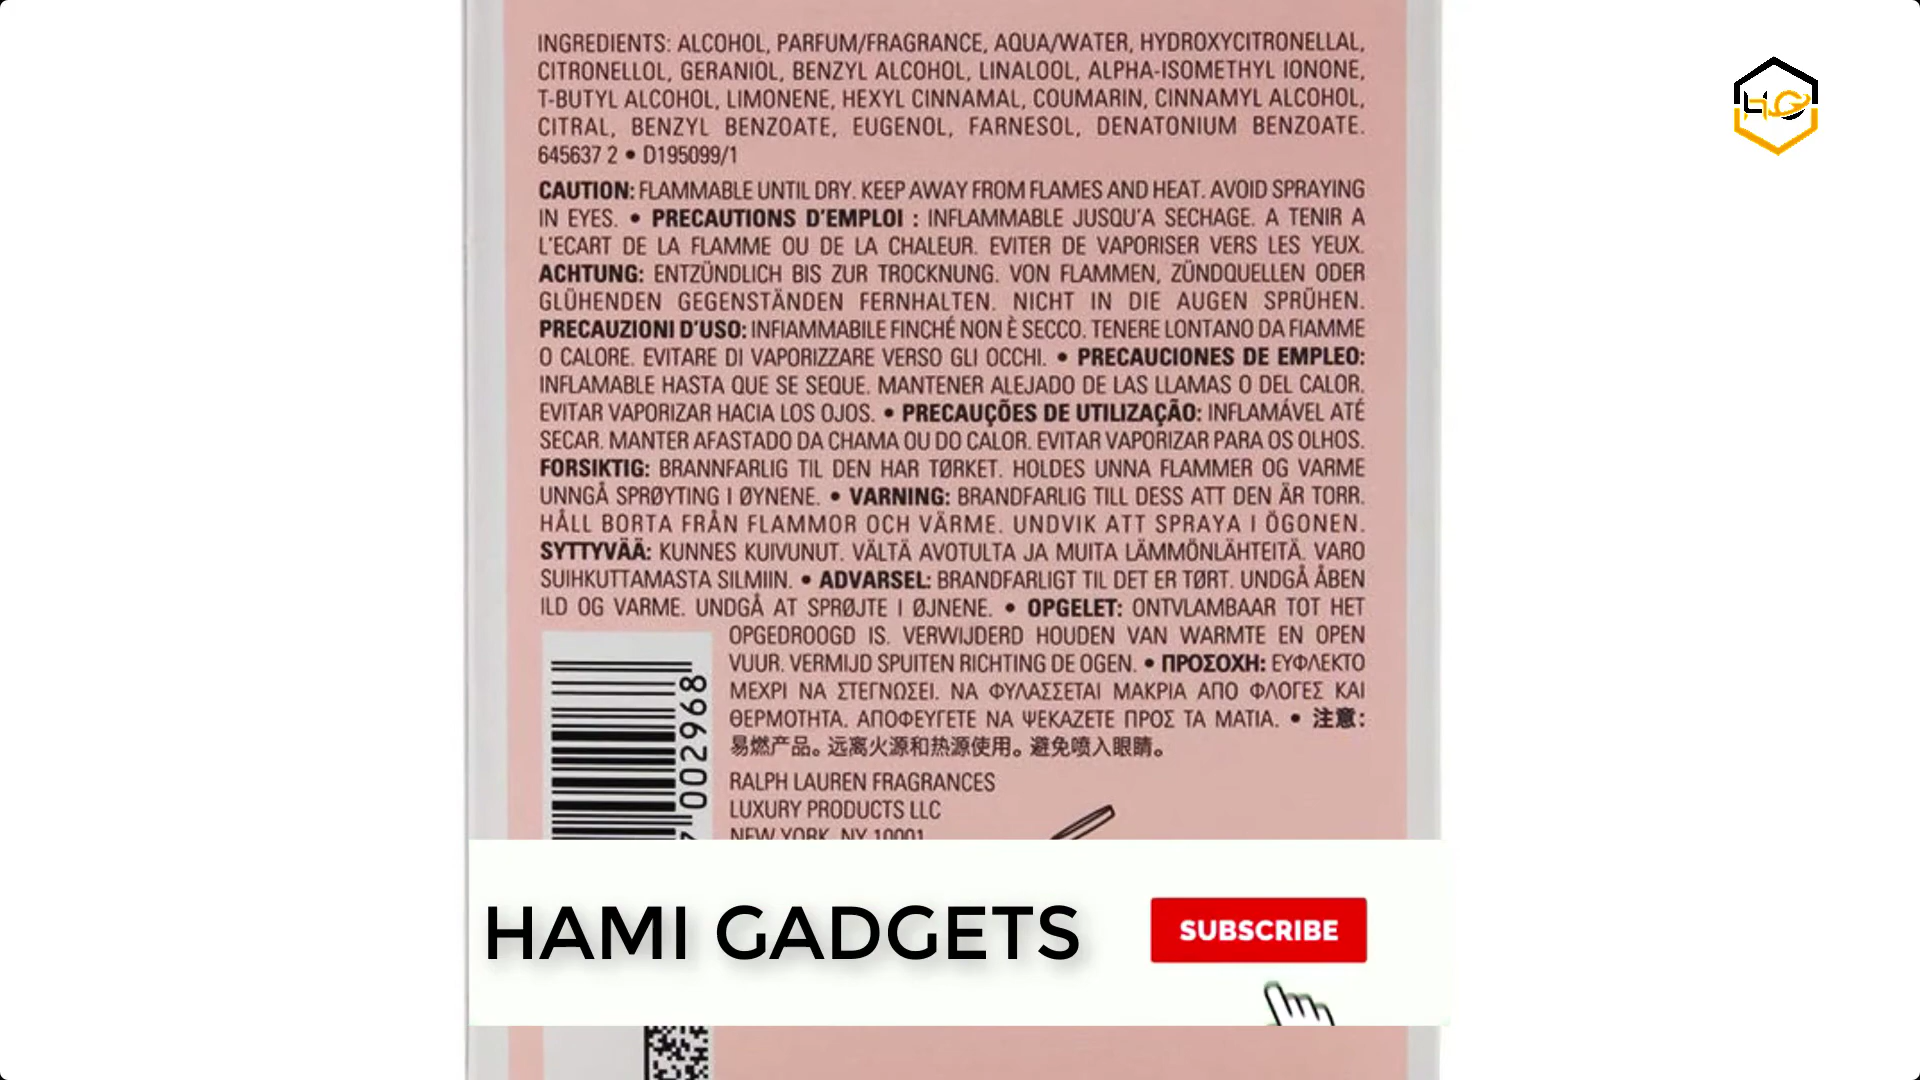 INGREDIENTS: ALCOHOL, PARFUM/FRAGRANCE, AQUA/WATER, HYDROXYCITRONELLAL,
CITRONELLOL, GERANIOL, BENZYL ALCOHOL, LINALOOL, ALPHA-ISOMETHYL IONONE,
T-BUTYL ALCOHOL, LIMONENE, HEXYL CINNAMAL, COUMARIN, CINNAMYL ALCOHOL,
CITRAL, BENZYL BENZOATE, EUGENOL, FARNESOL, DENATONIUM BENZOATE.
645637 2 • D195099/1
CAUTION: FLAMMABLE UNTIL DRY. KEEP AWAY FROM FLAMES AND HEAT. AVOID SPRAYING
IN EYES. • PRECAUTIONS D'EMPLOI : INFLAMMABLE JUSQU'A SECHAGE. A TENIR A
L'ECART DE LA FLAMME OU DE LA CHALEUR. EVITER DE VAPORISER VERS LES YEUX.
ACHTUNG: ENTZÜNDLICH BIS ZUR TROCKNUNG. VON FLAMMEN, ZÜNDQUELLEN ODER
GLÜHENDEN GEGENSTÄNDEN FERNHALTEN. NICHT IN DIE AUGEN SPRÜHEN.
PRECAUZIONI D'USO: INFIAMMABILE FINCHÉ NON È SECCO. TENERE LONTANO DA FIAMME
O CALORE. EVITARE DI VAPORIZZARE VERSO GLI OCCHI. • PRECAUCIONES DE EMPLEO:
INFLAMABLE HASTA QUE SE SEQUE. MANTENER ALEJADO DE LAS LLAMAS O DEL CALOR.
EVITAR VAPORIZAR HACIA LOS OJOS. • PRECAUÇÕES DE UTILIZAÇÃO: INFLAMÁVEL ATÉ
SECAR. MANTER AFASTADO DA CHAMA OU DO CALOR. EVITAR VAPORIZAR PARA OS OLHOS.
FORSIKTIG: BRANNFARLIG TIL DEN HAR TØRKET. HOLDES UNNA FLAMMER OG VARME
UNNGÅ SPRØYTING I ØYNENE. • VARNING: BRANDFARLIG TILL DESS ATT DEN ÄR TORR.
HÅLL BORTA FRÅN FLAMMOR OCH VÄRME. UNDVIK ATT SPRAYA I ÖGONEN.
SYTTYVÄÄ: KUNNES KUIVUNUT. VÄLTÄ AVOTULTA JA MUITA LÄMMÖNLÄHTEITÄ. VARO
SUIHKUTTAMASTA SILMIIN. • ADVARSEL: BRANDFARLIGT TIL DET ER TØRT. UNDGÅ ÅBEN
ILD OG VARME. UNDGÅ AT SPRØJTE I ØJNENE. • OPGELET: ONTVLAMBAAR TOT HET
OPGEDROOGD IS. VERWIJDERD HOUDEN VAN WARMTE EN OPEN
VUUR. VERMIJD SPUITEN RICHTING DE OGEN. • ΠΡΟΣΟΧΗ: ΕΥΦΛΕΚΤΟ
ΜΕΧΡΙ ΝΑ ΣΤΕΓΝΩΣΕΙ. ΝΑ ΦΥΛΑΣΣΕΤΑΙ ΜΑΚΡΙΑ ΑΠΟ ΦΛΟΓΕΣ ΚΑΙ
ΘΕΡΜΟΤΗΤΑ. ΑΠΟΦΕΥΓΕΤΕ ΝΑ ΨΕΚΑΖΕΤΕ ΠΡΟΣ ΤΑ ΜΑΤΙΑ. • 注意:
易燃产品。远离火源和热源使用。避免喷入眼睛。
RALPH LAUREN FRAGRANCES
LUXURY PRODUCTS LLC
NEW YORK, NY 10001
002968
HAMI GADGETS
SUBSCRIBE
HG